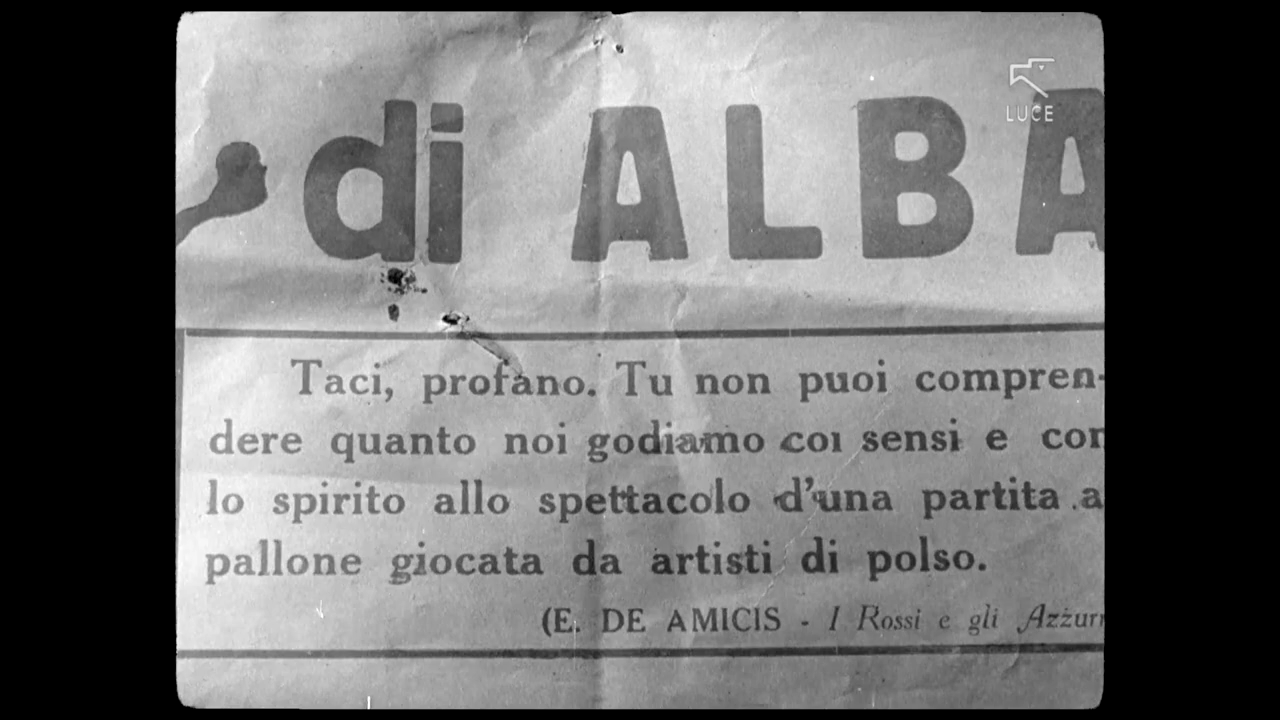 LUCE
di ALBA
Taci, profano. Tu non puoi compren-
dere quanto noi godiamo coi sensi e con
lo spirito allo spettacolo d'una partita a
pallone giocata da artisti di polso.
(E. DE AMICIS - I Rossi e gli Azzurr